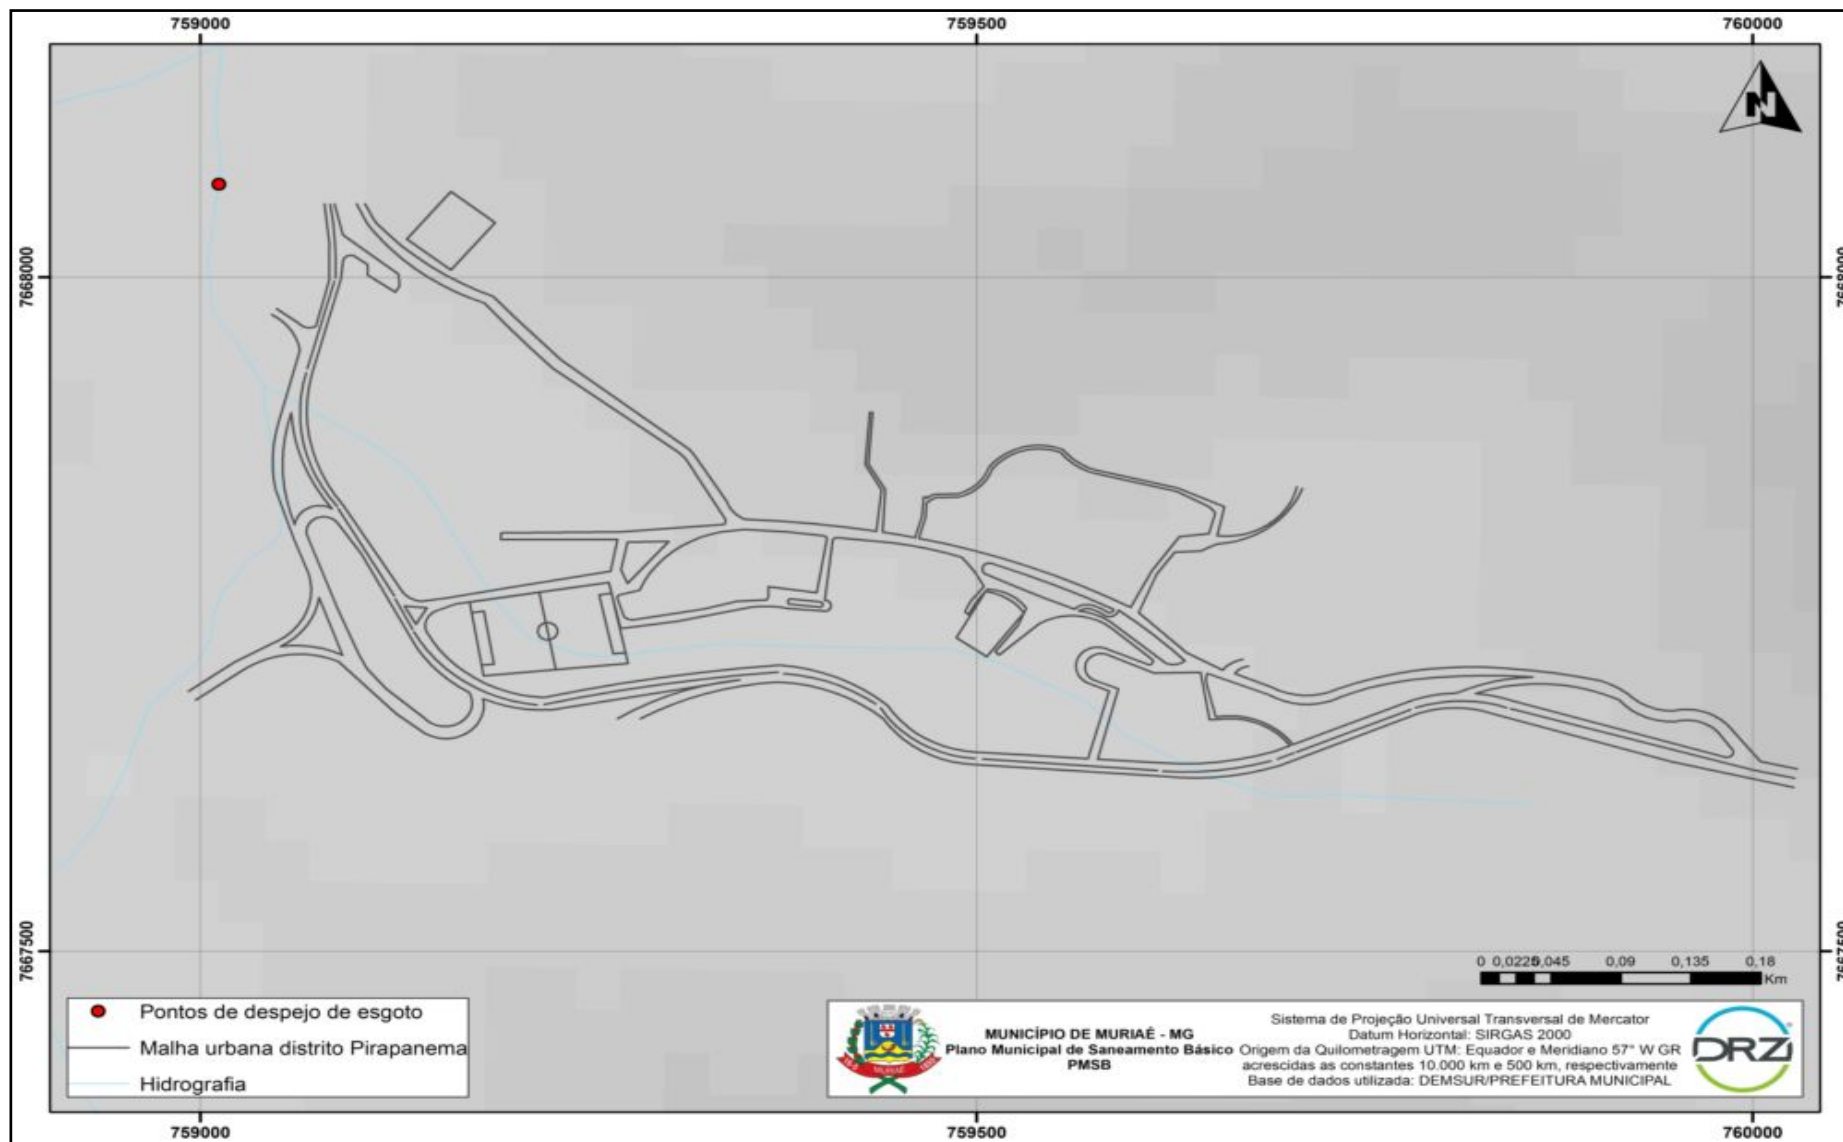 759000 759500 760000
N
7668000 7668000
7667500 7667500
0 0,0225 0,045 0,09 0,135 0,18
Km
Pontos de despejo de esgoto
Malha urbana distrito Pirapanema
Hidrografia
MURIAÉ
MUNICÍPIO DE MURIAÉ - MG
Plano Municipal de Saneamento Básico
PMSB
Sistema de Projeção Universal Transversal de Mercator
Datum Horizontal: SIRGAS 2000
Origem da Quilometragem UTM: Equador e Meridiano 57° W GR
acrescidas as constantes 10.000 km e 500 km, respectivamente
Base de dados utilizada: DEMSUR/PREFEITURA MUNICIPAL
DRZ
759000 759500 760000